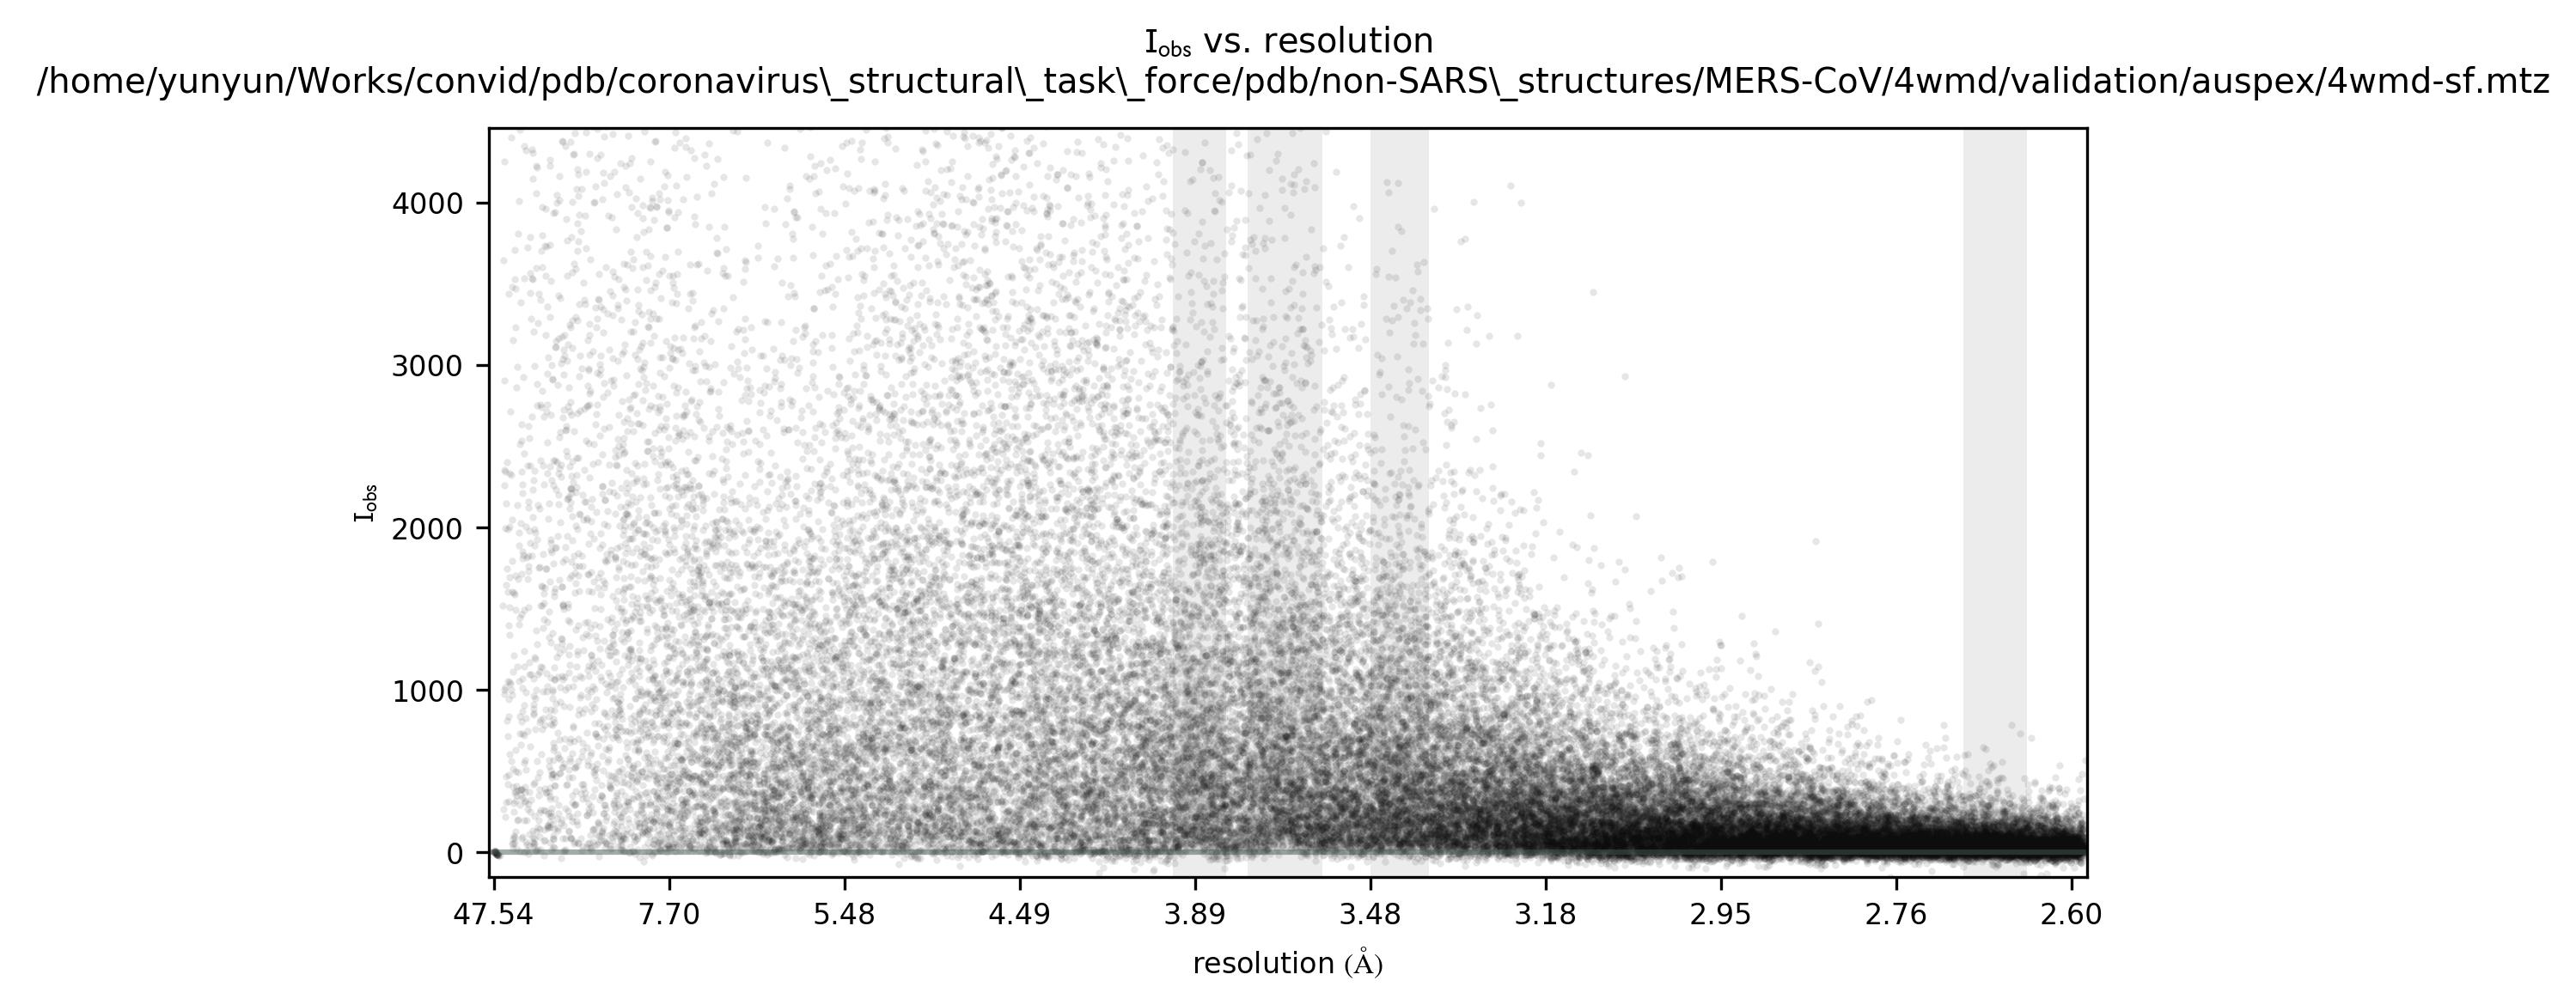 Iobs vs. resolution
/home/yunyun/Works/convid/pdb/coronavirus\_structural\_task\_force/pdb/non-SARS\_structures/MERS-CoV/4wmd/validation/auspex/4wmd-sf.mtz
4000
3000
2000
1000
0
Iobs
47.54 7.70 5.48 4.49 3.89 3.48 3.18 2.95 2.76 2.60
resolution (Å)